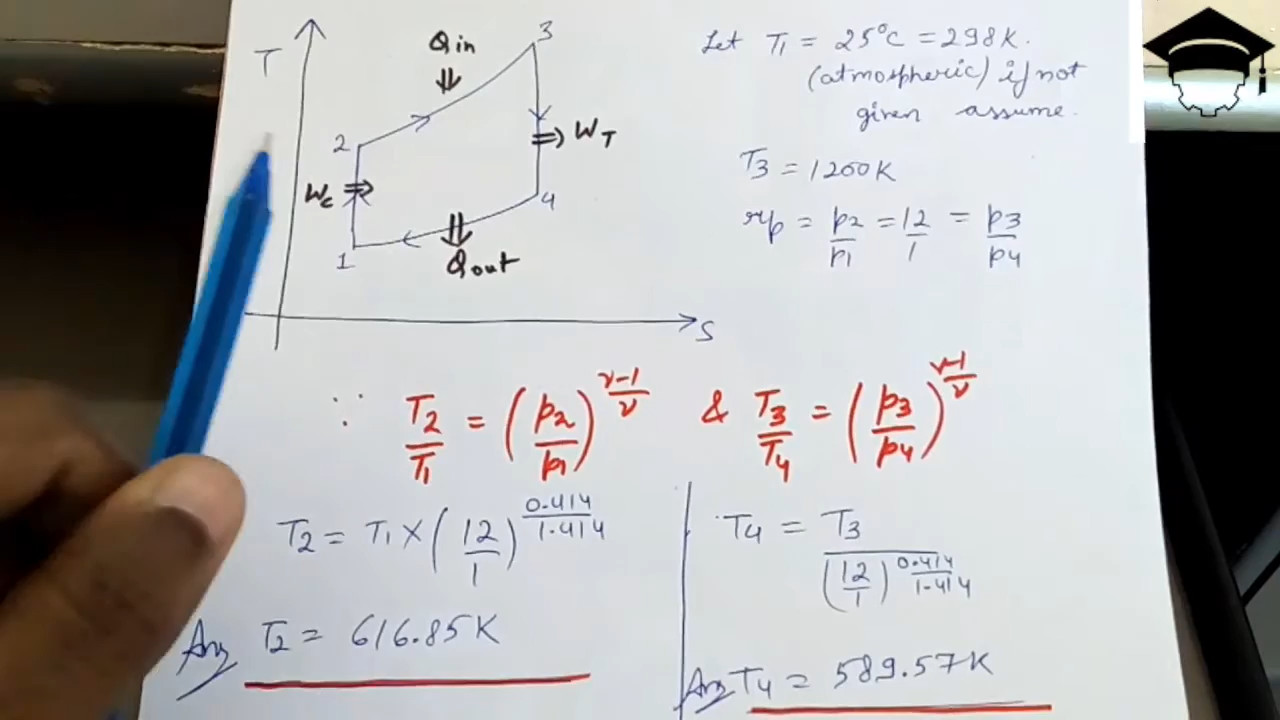 T
3
Qin
2
WT
Wc
4
1
Qout
S
Let T1 = 25°C = 298K.
(atmospheric) if not
given assume.
T3 = 1200K
rp = p2/p1 = 12/1 = p3/p4
∵ T2/T1 = (p2/p1)^(γ-1)/γ & T3/T4 = (p3/p4)^(γ-1)/γ
T2 = T1 × (12/1)^0.414/1.414
Ans T2 = 616.85K
T4 = T3/(12/1)^0.414/1.414
Ans T4 = 589.57K